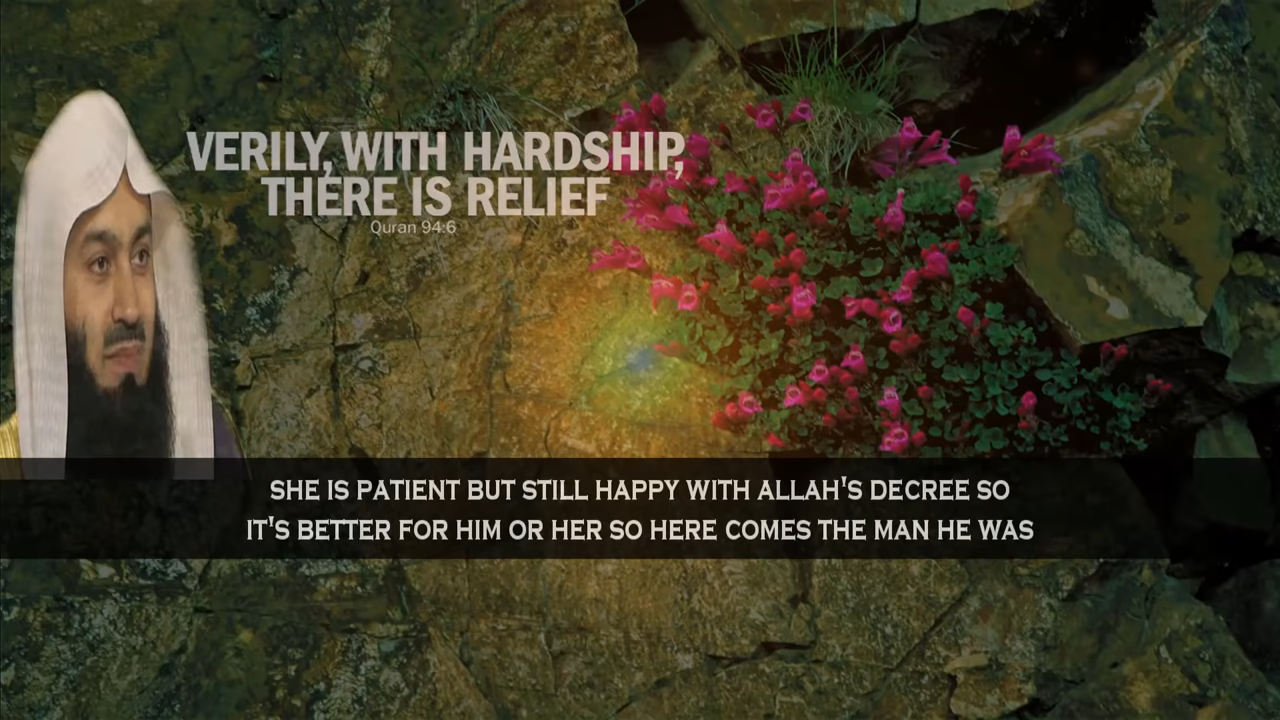 VERILY, WITH HARDSHIP,
THERE IS RELIEF
Quran 94:6
SHE IS PATIENT BUT STILL HAPPY WITH ALLAH'S DECREE SO
IT'S BETTER FOR HIM OR HER SO HERE COMES THE MAN HE WAS